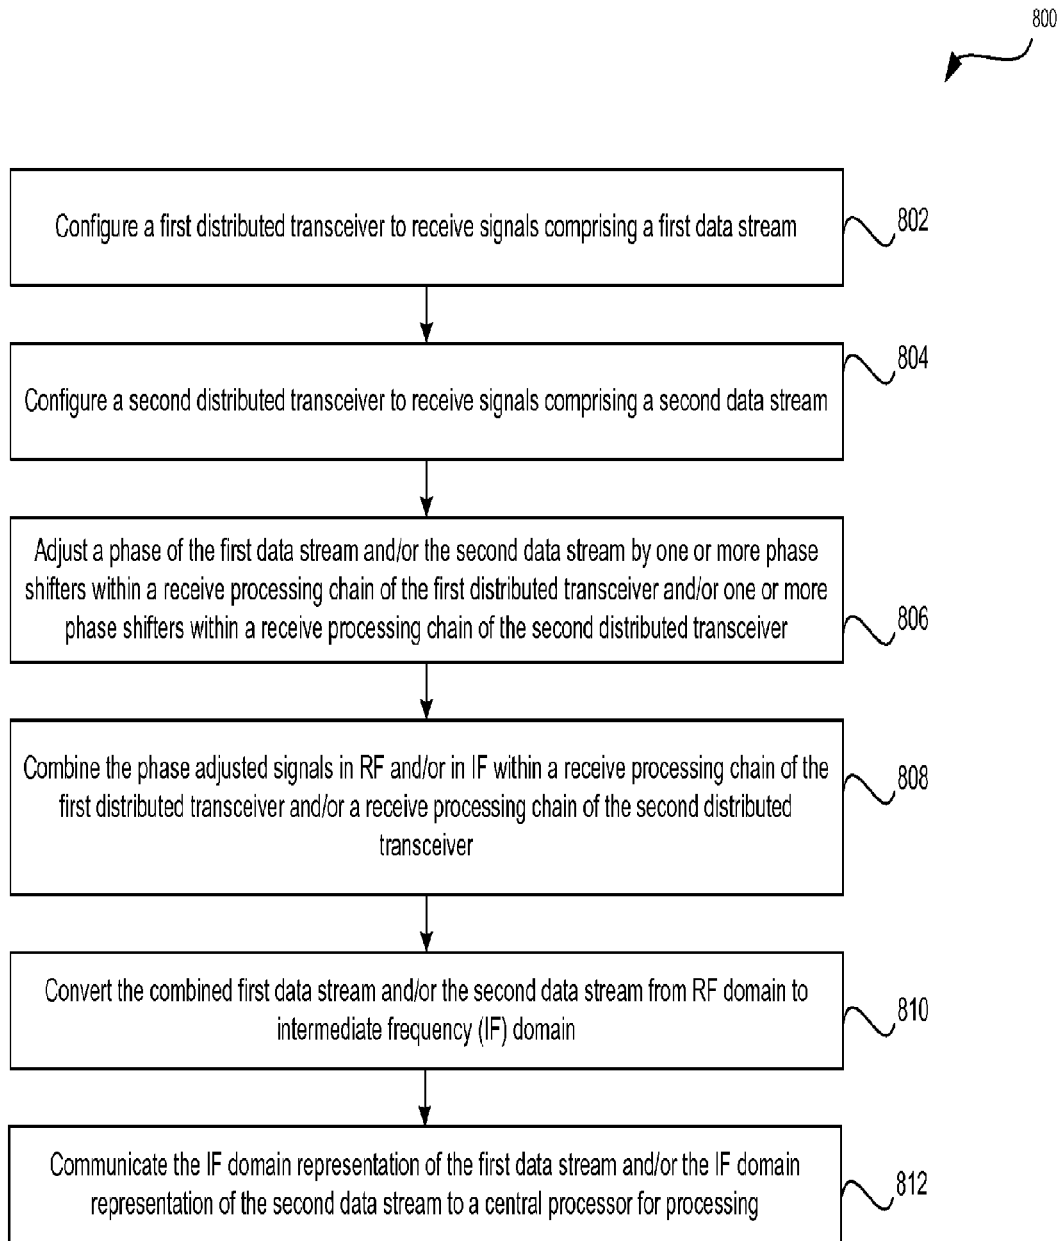 800
Configure a first distributed transceiver to receive signals comprising a first data stream
802
Configure a second distributed transceiver to receive signals comprising a second data stream
804
Adjust a phase of the first data stream and/or the second data stream by one or more phase
shifters within a receive processing chain of the first distributed transceiver and/or one or more
phase shifters within a receive processing chain of the second distributed transceiver
806
Combine the phase adjusted signals in RF and/or in IF within a receive processing chain of the
first distributed transceiver and/or a receive processing chain of the second distributed
transceiver
808
Convert the combined first data stream and/or the second data stream from RF domain to
intermediate frequency (IF) domain
810
Communicate the IF domain representation of the first data stream and/or the IF domain
representation of the second data stream to a central processor for processing
812